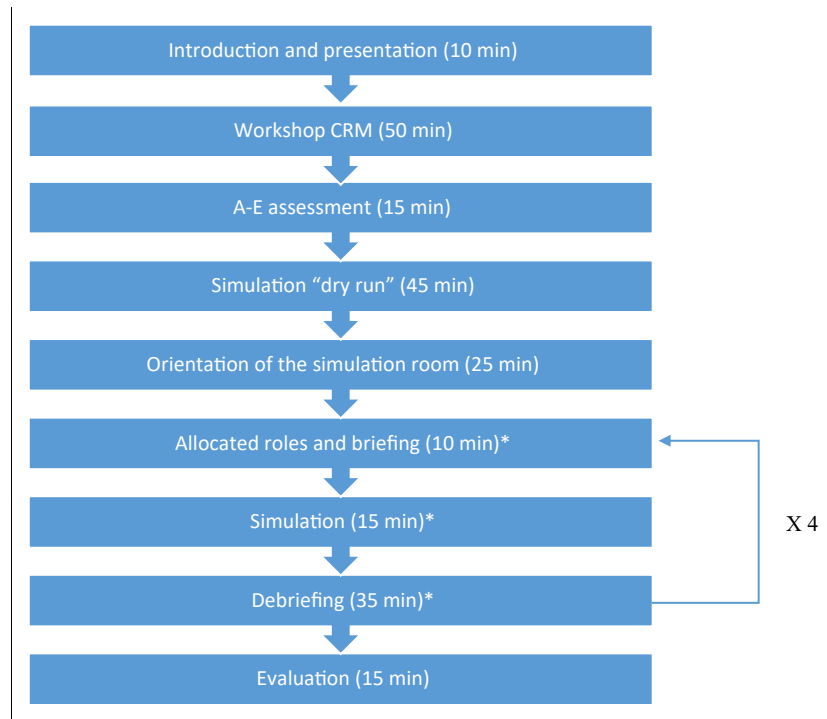 Introduction and presentation (10 min)
Workshop CRM (50 min)
A-E assessment (15 min)
Simulation “dry run” (45 min)
Orientation of the simulation room (25 min)
Allocated roles and briefing (10 min)*
Simulation (15 min)*
X 4
Debriefing (35 min)*
Evaluation (15 min)